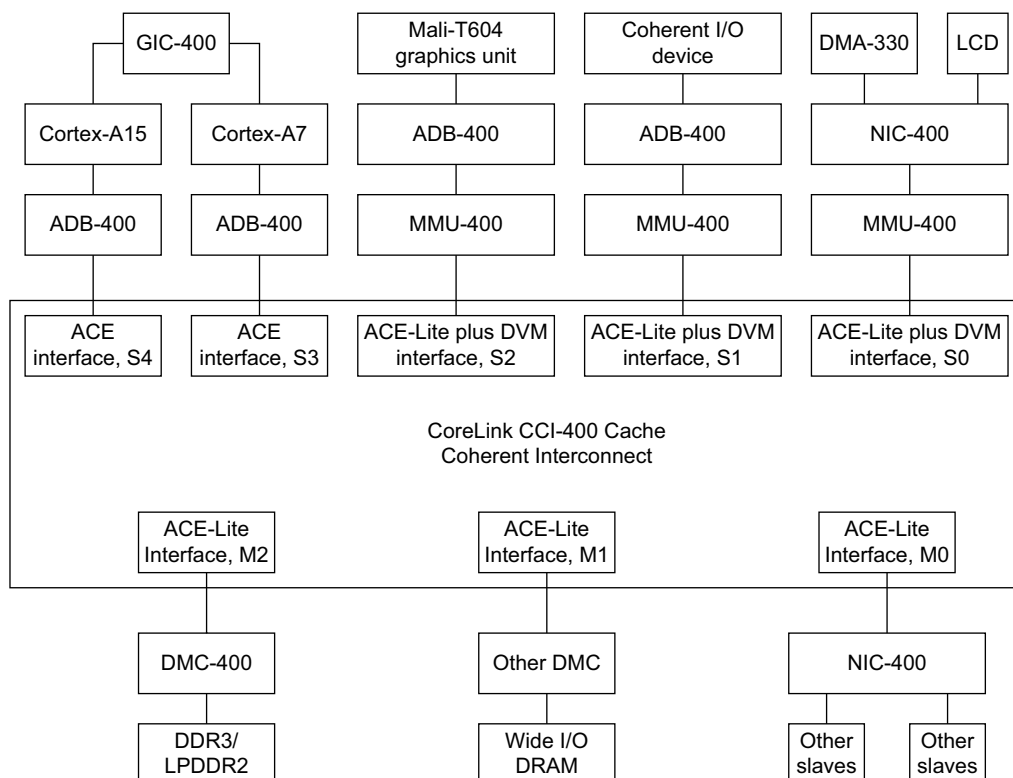 GIC-400
Mali-T604
graphics unit
Coherent I/O
device
DMA-330
LCD
Cortex-A15
Cortex-A7
ADB-400
ADB-400
NIC-400
ADB-400
ADB-400
MMU-400
MMU-400
MMU-400
ACE
interface, S4
ACE
interface, S3
ACE-Lite plus DVM
interface, S2
ACE-Lite plus DVM
interface, S1
ACE-Lite plus DVM
interface, S0
CoreLink CCI-400 Cache
Coherent Interconnect
ACE-Lite
Interface, M2
ACE-Lite
Interface, M1
ACE-Lite
Interface, M0
DMC-400
Other DMC
NIC-400
DDR3/
LPDDR2
Wide I/O
DRAM
Other
slaves
Other
slaves